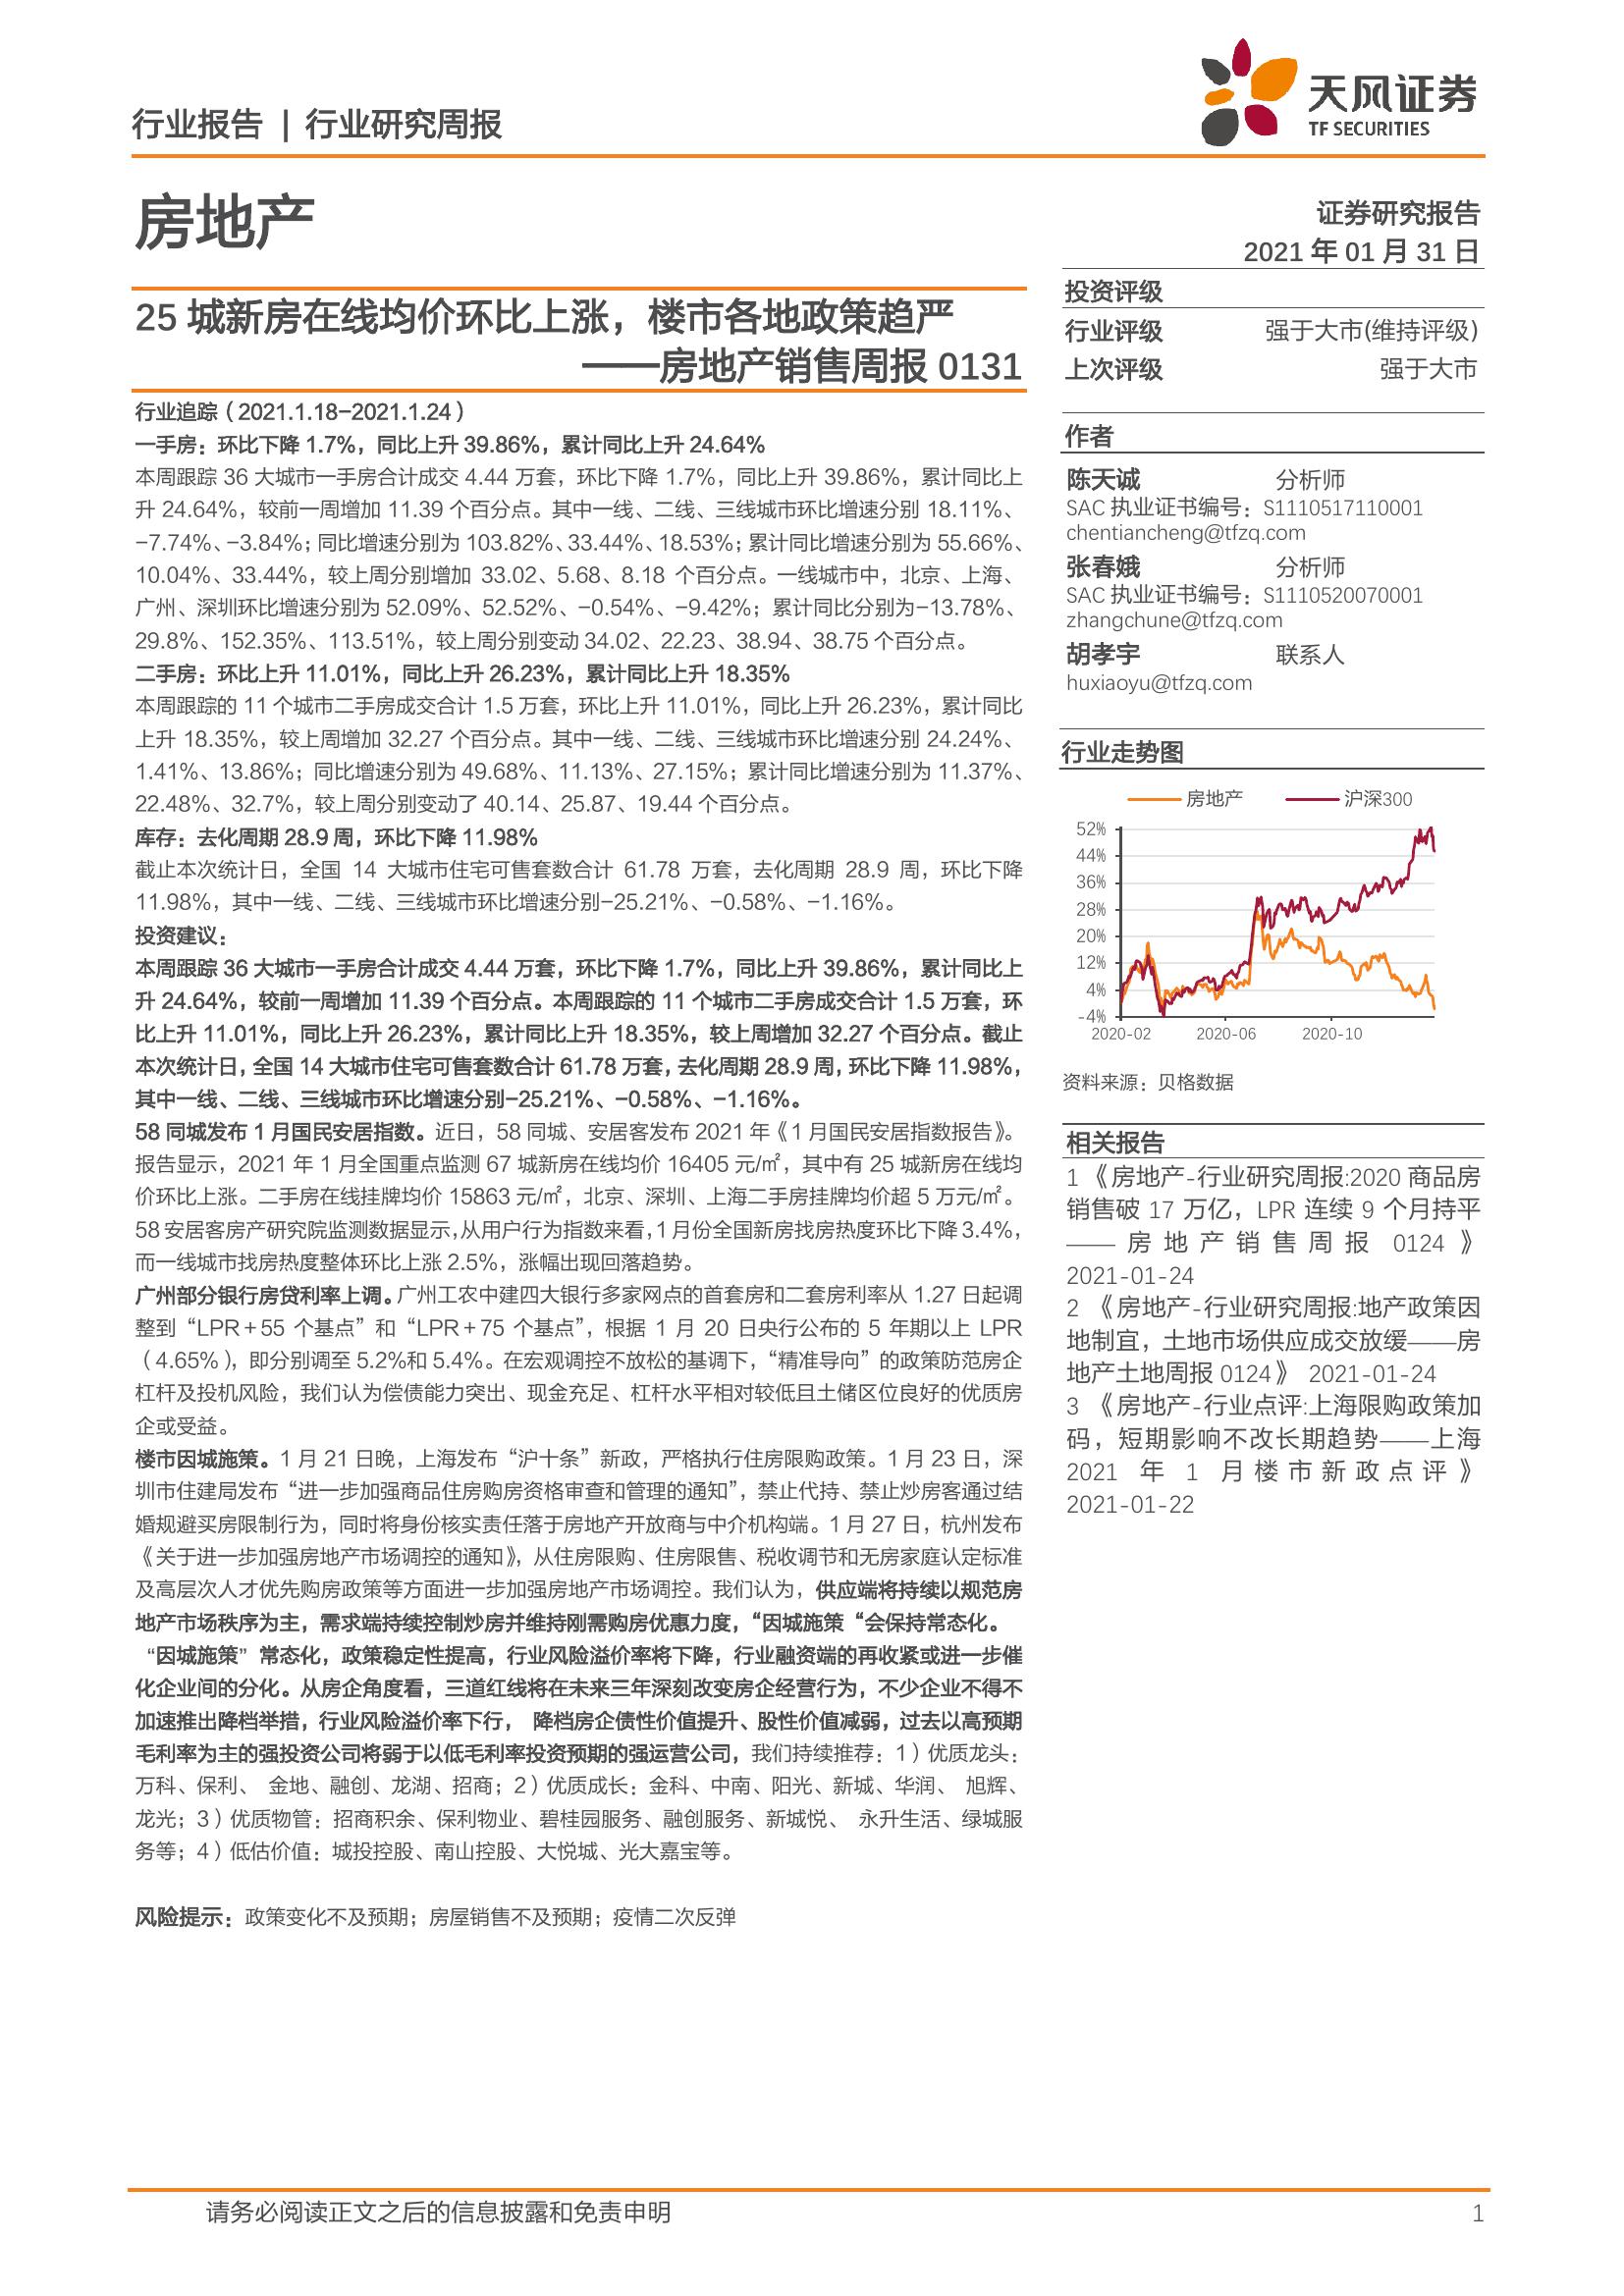 行业报告 | 行业研究周报
天风证券
TF SECURITIES
房地产
证券研究报告
2021 年 01 月 31 日
25 城新房在线均价环比上涨，楼市各地政策趋严
——房地产销售周报 0131
行业追踪（2021.1.18-2021.1.24）
一手房：环比下降 1.7%，同比上升 39.86%，累计同比上升 24.64%
本周跟踪 36 大城市一手房合计成交 4.44 万套，环比下降 1.7%，同比上升 39.86%，累计同比上
升 24.64%，较前一周增加 11.39 个百分点。其中一线、二线、三线城市环比增速分别 18.11%、
-7.74%、-3.84%；同比增速分别为 103.82%、33.44%、18.53%；累计同比增速分别为 55.66%、
10.04%、33.44%，较上周分别增加 33.02、5.68、8.18 个百分点。一线城市中，北京、上海、
广州、深圳环比增速分别为 52.09%、52.52%、-0.54%、-9.42%；累计同比分别为-13.78%、
29.8%、152.35%、113.51%，较上周分别变动 34.02、22.23、38.94、38.75 个百分点。
二手房：环比上升 11.01%，同比上升 26.23%，累计同比上升 18.35%
本周跟踪的 11 个城市二手房成交合计 1.5 万套，环比上升 11.01%，同比上升 26.23%，累计同比
上升 18.35%，较上周增加 32.27 个百分点。其中一线、二线、三线城市环比增速分别 24.24%、
1.41%、13.86%；同比增速分别为 49.68%、11.13%、27.15%；累计同比增速分别为 11.37%、
22.48%、32.7%，较上周分别变动了 40.14、25.87、19.44 个百分点。
库存：去化周期 28.9 周，环比下降 11.98%
截止本次统计日，全国 14 大城市住宅可售套数合计 61.78 万套，去化周期 28.9 周，环比下降
11.98%，其中一线、二线、三线城市环比增速分别-25.21%、-0.58%、-1.16%。
投资建议：
本周跟踪 36 大城市一手房合计成交 4.44 万套，环比下降 1.7%，同比上升 39.86%，累计同比上
升 24.64%，较前一周增加 11.39 个百分点。本周跟踪的 11 个城市二手房成交合计 1.5 万套，环
比上升 11.01%，同比上升 26.23%，累计同比上升 18.35%，较上周增加 32.27 个百分点。截止
本次统计日，全国 14 大城市住宅可售套数合计 61.78 万套，去化周期 28.9 周，环比下降 11.98%，
其中一线、二线、三线城市环比增速分别-25.21%、-0.58%、-1.16%。
58 同城发布 1 月国民安居指数。近日，58 同城、安居客发布 2021 年《1 月国民安居指数报告》。
报告显示，2021 年 1 月全国重点监测 67 城新房在线均价 16405 元/㎡，其中有 25 城新房在线均
价环比上涨。二手房在线挂牌均价 15863 元/㎡，北京、深圳、上海二手房挂牌均价超 5 万元/㎡。
58 安居客房产研究院监测数据显示，从用户行为指数来看，1 月份全国新房找房热度环比下降 3.4%，
而一线城市找房热度整体环比上涨 2.5%，涨幅出现回落趋势。
广州部分银行房贷利率上调。广州工农中建四大银行多家网点的首套房和二套房利率从 1.27 日起调
整到“LPR+55 个基点”和“LPR+75 个基点”，根据 1 月 20 日央行公布的 5 年期以上 LPR
（4.65%），即分别调至 5.2%和 5.4%。在宏观调控不放松的基调下，“精准导向”的政策防范房企
杠杆及投机风险，我们认为偿债能力突出、现金充足、杠杆水平相对较低且土储区位良好的优质房
企或受益。
楼市因城施策。1 月 21 日晚，上海发布“沪十条”新政，严格执行住房限购政策。1 月 23 日，深
圳市住建局发布“进一步加强商品住房购房资格审查和管理的通知”，禁止代持、禁止炒房客通过结
婚规避买房限制行为，同时将身份核实责任落于房地产开放商与中介机构端。1 月 27 日，杭州发布
《关于进一步加强房地产市场调控的通知》，从住房限购、住房限售、税收调节和无房家庭认定标准
及高层次人才优先购房政策等方面进一步加强房地产市场调控。我们认为，供应端将持续以规范房
地产市场秩序为主，需求端持续控制炒房并维持刚需购房优惠力度，“因城施策“会保持常态化。
“因城施策”常态化，政策稳定性提高，行业风险溢价率将下降，行业融资端的再收紧或进一步催
化企业间的分化。从房企角度看，三道红线将在未来三年深刻改变房企经营行为，不少企业不得不
加速推出降档举措，行业风险溢价率下行， 降档房企债性价值提升、股性价值减弱，过去以高预期
毛利率为主的强投资公司将弱于以低毛利率投资预期的强运营公司，我们持续推荐：1）优质龙头：
万科、保利、 金地、融创、龙湖、招商；2）优质成长：金科、中南、阳光、新城、华润、 旭辉、
龙光；3）优质物管：招商积余、保利物业、碧桂园服务、融创服务、新城悦、 永升生活、绿城服
务等；4）低估价值：城投控股、南山控股、大悦城、光大嘉宝等。
风险提示：政策变化不及预期；房屋销售不及预期；疫情二次反弹
投资评级
行业评级 强于大市(维持评级)
上次评级 强于大市
作者
陈天诚 分析师
SAC 执业证书编号：S1110517110001
chentiancheng@tfzq.com
张春娥 分析师
SAC 执业证书编号：S1110520070001
zhangchune@tfzq.com
胡孝宇 联系人
huxiaoyu@tfzq.com
行业走势图
房地产 沪深300
52%
44%
36%
28%
20%
12%
4%
-4%
2020-02 2020-06 2020-10
资料来源：贝格数据
相关报告
1 《房地产-行业研究周报:2020 商品房
销售破 17 万亿，LPR 连续 9 个月持平
——房地产销售周报 0124》
2021-01-24
2 《房地产-行业研究周报:地产政策因
地制宜，土地市场供应成交放缓——房
地产土地周报 0124》 2021-01-24
3 《房地产-行业点评:上海限购政策加
码，短期影响不改长期趋势——上海
2021 年 1 月楼市新政点评》
2021-01-22
请务必阅读正文之后的信息披露和免责申明 1